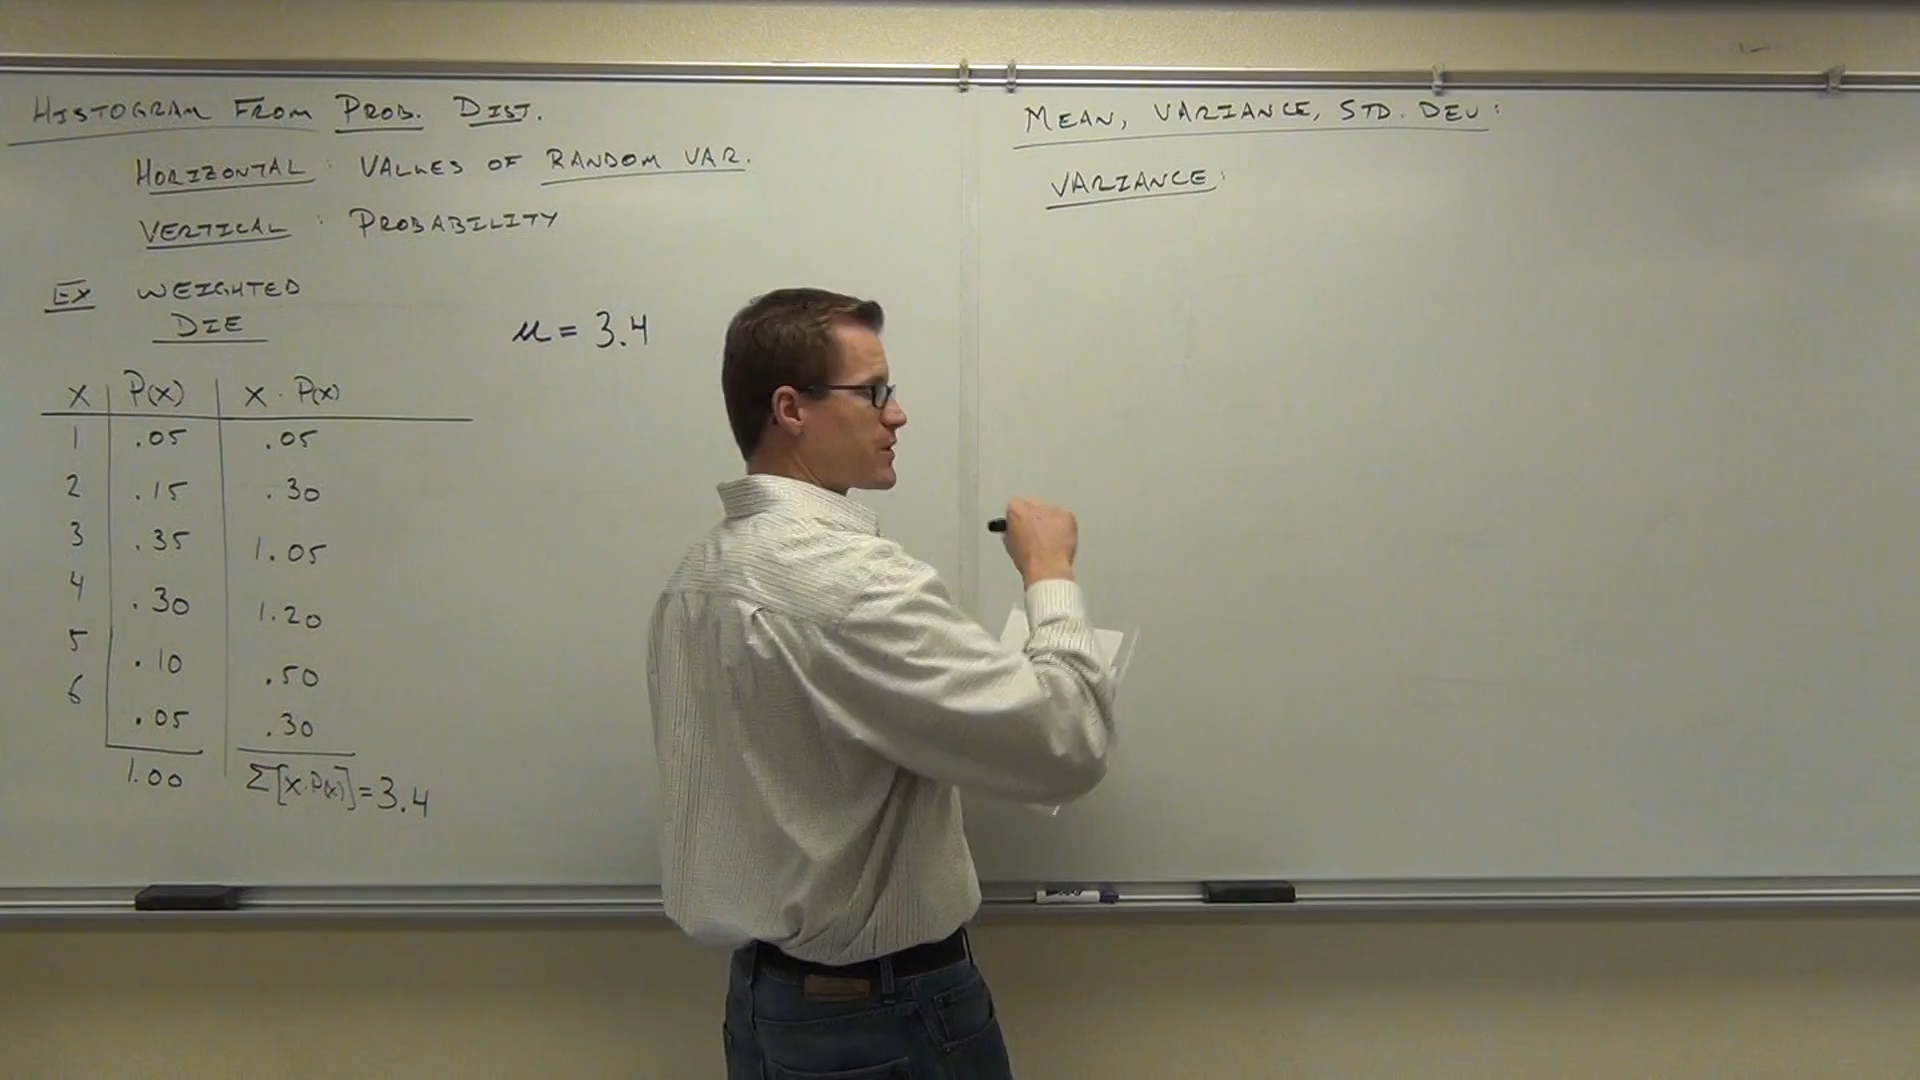 HISTOGRAM FROM PROB. DIST.
HORIZONTAL: VALUES OF RANDOM VAR.
VERTICAL: PROBABILITY
EX WEIGHTED
DIE
μ = 3.4
X P(X) X · P(X)
1 .05 .05
2 .15 .30
3 .35 1.05
4 .30 1.20
5 .10 .50
6 .05 .30
1.00 Σ[X·P(X)] = 3.4
MEAN, VARIANCE, STD. DEV:
VARIANCE: